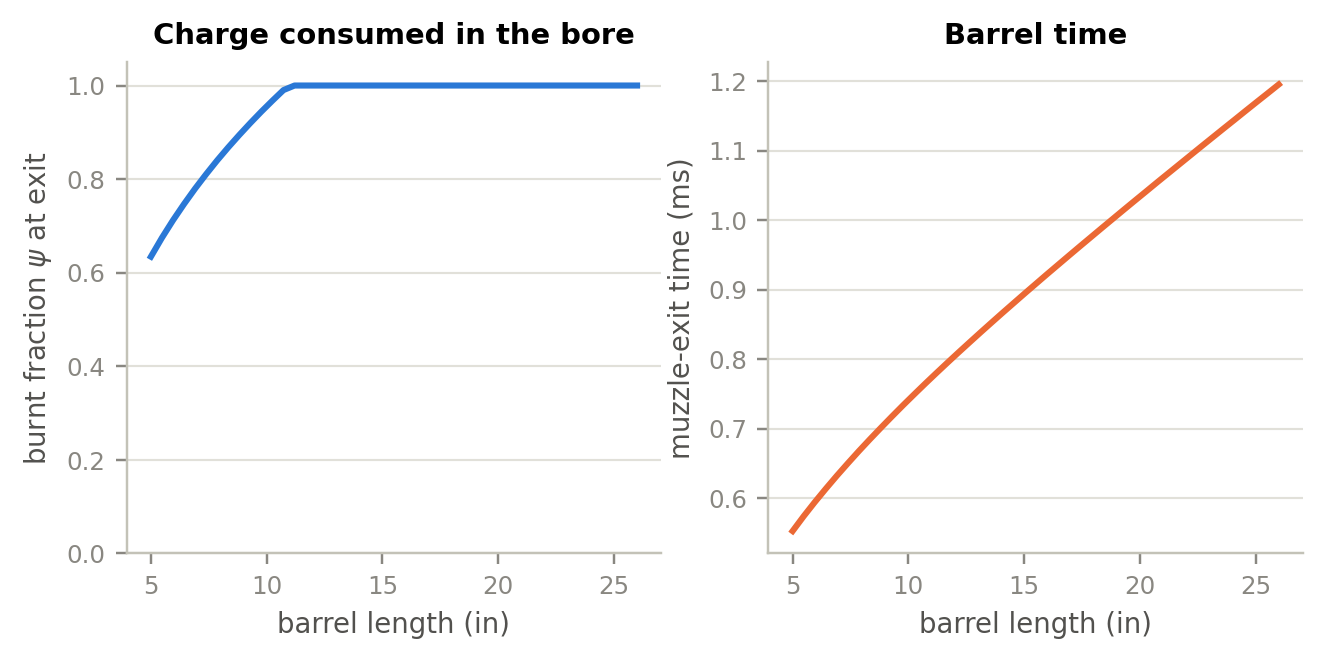 Charge consumed in the bore
burnt fraction ψ at exit
1.0
0.8
0.6
0.4
0.2
0.0
5 10 15 20 25
barrel length (in)
Barrel time
muzzle-exit time (ms)
1.2
1.1
1.0
0.9
0.8
0.7
0.6
5 10 15 20 25
barrel length (in)